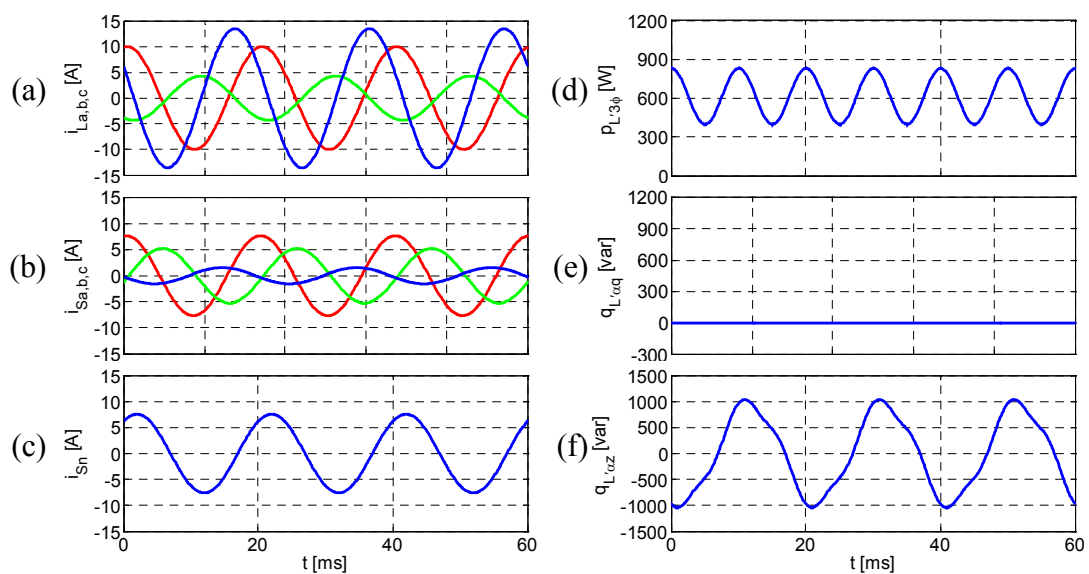 (a)
i_La,b,c [A]
15
10
5
0
-5
-10
-15
(b)
i_Sa,b,c [A]
15
10
5
0
-5
-10
-15
(c)
i_Sn [A]
15
10
5
0
-5
-10
-15
0 20 40 60
t [ms]
(d)
p_L'3ϕ [W]
1200
900
600
300
0
(e)
q_L'αq [var]
1200
900
600
300
0
-300
(f)
q_L'αz [var]
1500
1000
500
0
-500
-1000
-1500
0 20 40 60
t [ms]